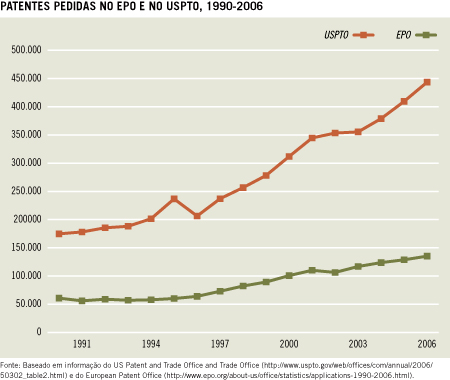 PATENTES PEDIDAS NO EPO E NO USPTO, 1990-2006
USPTO EPO
500.000
450.000
400.000
350.000
300.000
250.000
200000
150.000
100.000
50.000
0
1991 1994 1997 2000 2003 2006
Fonte: Baseado em informação do US Patent and Trade Office and Trade Office (http://www.uspto.gov/web/offices/com/annual/2006/
50302_table2.html) e do European Patent Office (http://www.epo.org/about-us/office/statistics/applications-1990-2006.html).